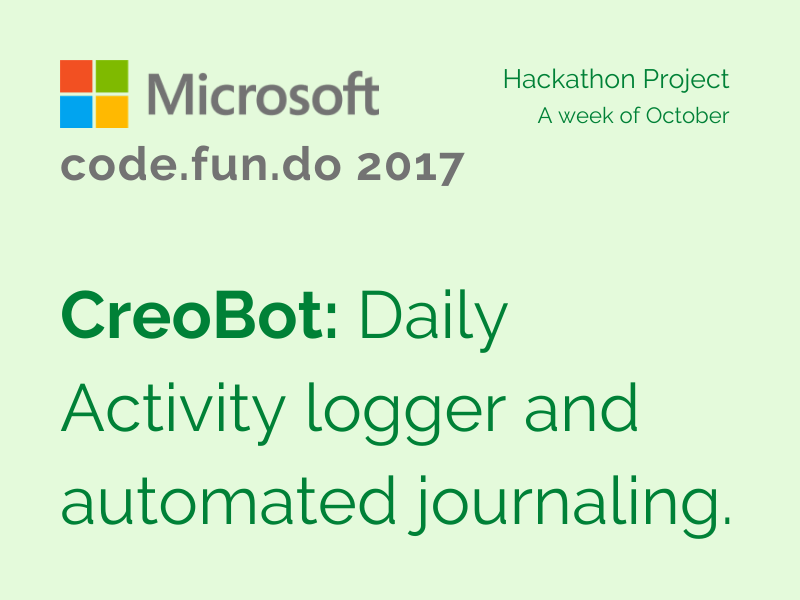 Microsoft
code.fun.do 2017
Hackathon Project
A week of October
CreoBot: Daily
Activity logger and
automated journaling.